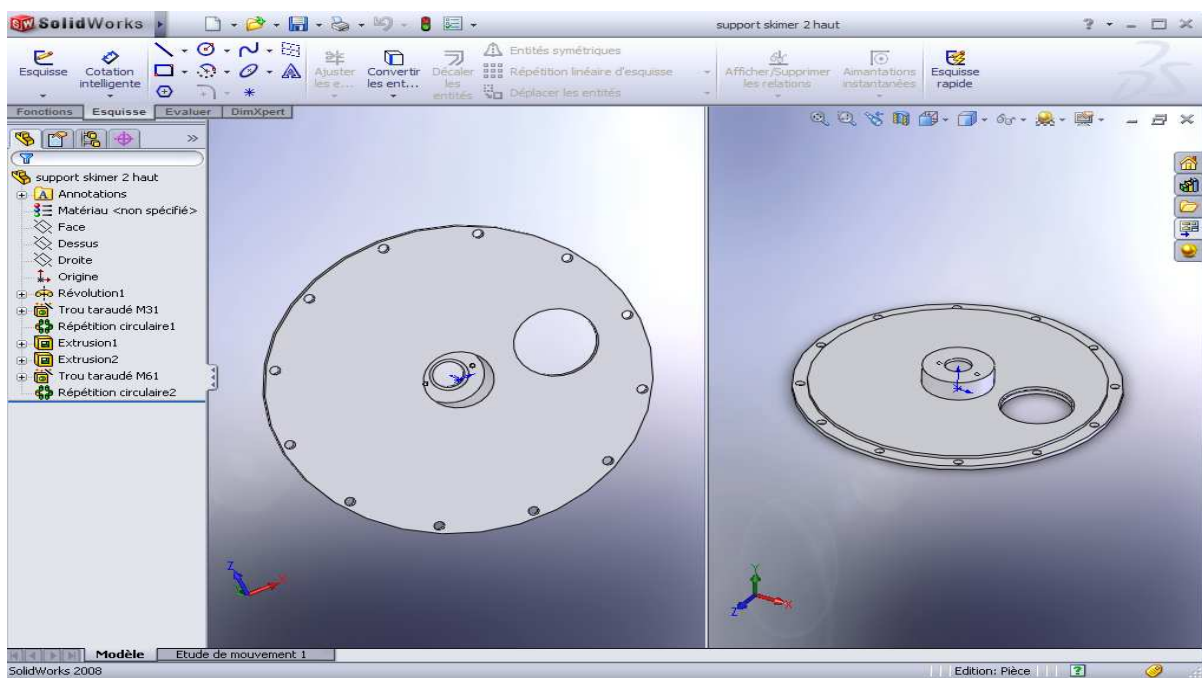 SolidWorks
support skimer 2 haut
Esquisse
Cotation intelligente
Ajuster les e...
Convertir les ent...
Décaler les entités
Entités symétriques
Répétition linéaire d'esquisse
Déplacer les entités
Afficher/Supprimer les relations
Aimantations instantanées
Esquisse rapide
Fonctions Esquisse Evaluer DimXpert
support skimer 2 haut
Annotations
Matériau <non spécifié>
Face
Dessus
Droite
Origine
Révolution1
Trou taraudé M31
Répétition circulaire1
Extrusion1
Extrusion2
Trou taraudé M61
Répétition circulaire2
Z X
Y
Z X
Modèle Etude de mouvement 1
SolidWorks 2008 Edition: Pièce